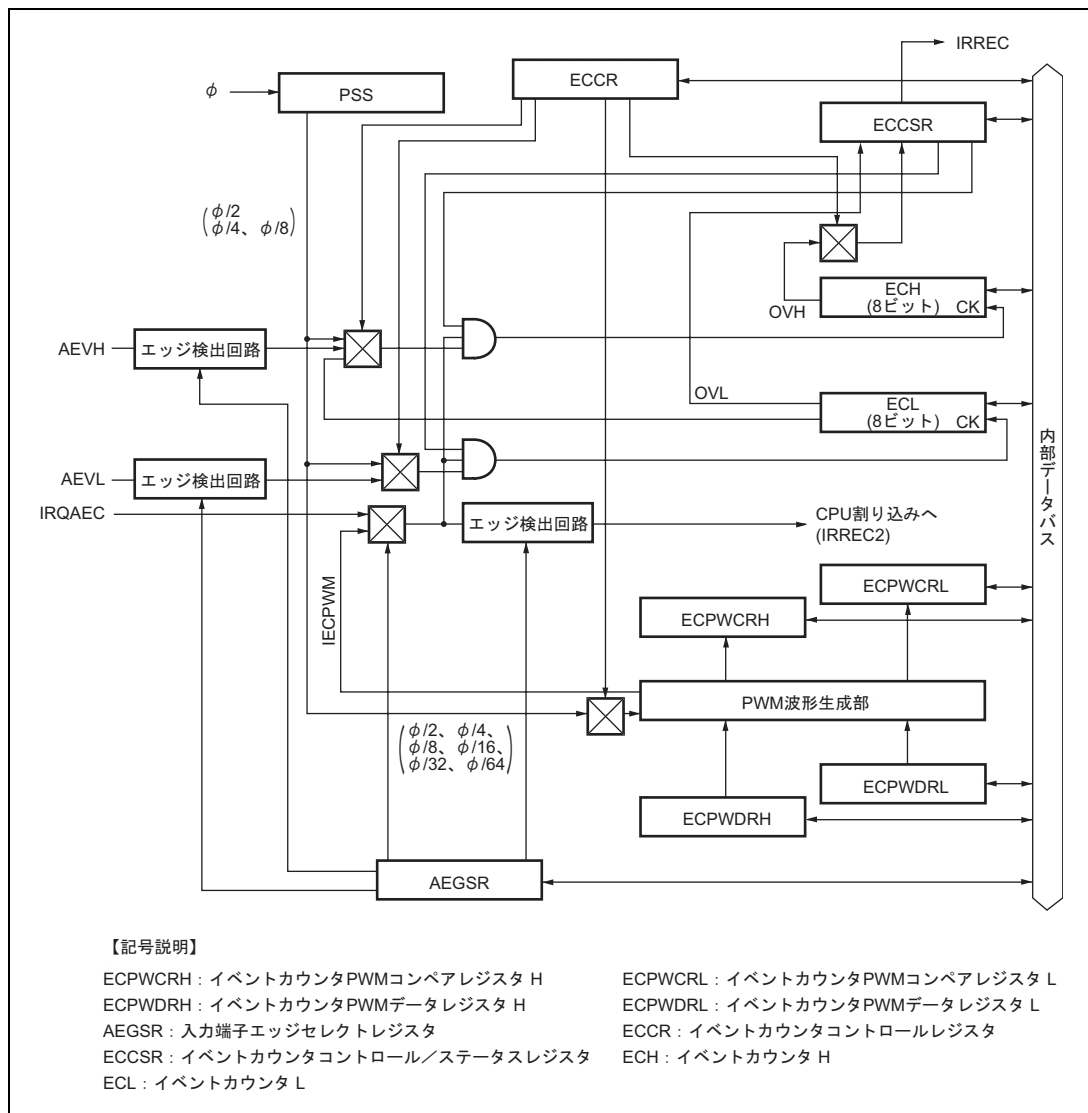 IRREC
φ
PSS
ECCR
ECCSR
φ/2
φ/4、φ/8
ECH
(8ビット) CK
OVH
AEVH
エッジ検出回路
OVL
ECL
(8ビット) CK
内部データバス
AEVL
エッジ検出回路
IRQAEC
エッジ検出回路
CPU割り込みへ
(IRREC2)
IECPWM
ECPWCRL
ECPWCRH
PWM波形生成部
φ/2、φ/4、
φ/8、φ/16、
φ/32、φ/64
ECPWDRL
ECPWDRH
AEGSR
【記号説明】
ECPWCRH：イベントカウンタPWMコンペアレジスタ H
ECPWCRL：イベントカウンタPWMコンペアレジスタ L
ECPWDRH：イベントカウンタPWMデータレジスタ H
ECPWDRL：イベントカウンタPWMデータレジスタ L
AEGSR：入力端子エッジセレクトレジスタ
ECCR：イベントカウンタコントロールレジスタ
ECCSR：イベントカウンタコントロール／ステータスレジスタ
ECH：イベントカウンタ H
ECL：イベントカウンタ L